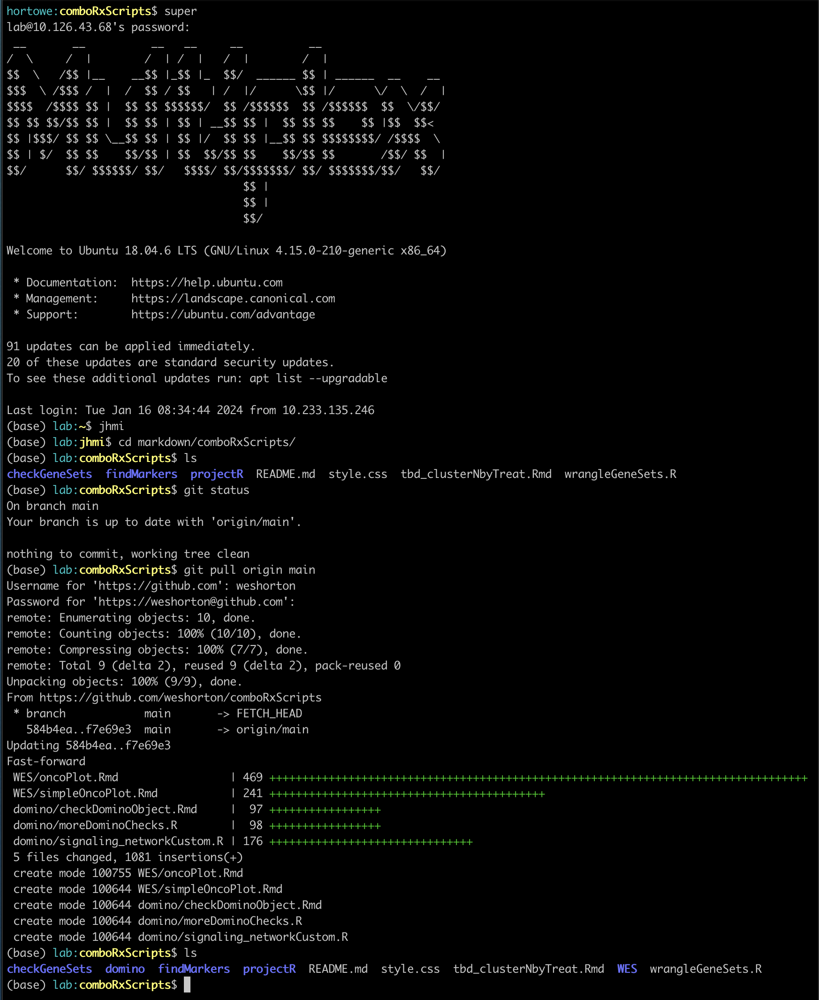 hortowe:comboRxScripts$ super
lab@10.126.43.68's password:
 __       __          __   __     __          __
/  \     /  |        /  | /  |   /  |        /  |
$$  \   /$$ |__    __$$ |_$$ |_  $$/  ______ $$ | ______  __    __
$$$  \ /$$$ /  |  /  $$ / $$   | /  |/      \$$ |/      \/  \  /  |
$$$$  /$$$$ $$ |  $$ $$ $$$$$$/  $$ /$$$$$$  $$ /$$$$$$  $$  \/$$/
$$ $$ $$/$$ $$ |  $$ $$ | $$ | __$$ $$ |  $$ $$ $$    $$ |$$  $$<
$$ |$$$/ $$ $$ \__$$ $$ | $$ |/  $$ $$ |__$$ $$ $$$$$$$$/ /$$$$  \
$$ | $/  $$ $$    $$/$$ | $$  $$/$$ $$    $$/$$ $$       /$$/ $$  |
$$/      $$/ $$$$$$/ $$/   $$$$/ $$/$$$$$$$/ $$/ $$$$$$$/$$/   $$/
                                    $$ |
                                    $$ |
                                    $$/
Welcome to Ubuntu 18.04.6 LTS (GNU/Linux 4.15.0-210-generic x86_64)
 * Documentation:  https://help.ubuntu.com
 * Management:     https://landscape.canonical.com
 * Support:        https://ubuntu.com/advantage
91 updates can be applied immediately.
20 of these updates are standard security updates.
To see these additional updates run: apt list --upgradable
Last login: Tue Jan 16 08:34:44 2024 from 10.233.135.246
(base) lab:~$ jhmi
(base) lab:jhmi$ cd markdown/comboRxScripts/
(base) lab:comboRxScripts$ ls
checkGeneSets  findMarkers  projectR  README.md  style.css  tbd_clusterNbyTreat.Rmd  wrangleGeneSets.R
(base) lab:comboRxScripts$ git status
On branch main
Your branch is up to date with 'origin/main'.
nothing to commit, working tree clean
(base) lab:comboRxScripts$ git pull origin main
Username for 'https://github.com': weshorton
Password for 'https://weshorton@github.com':
remote: Enumerating objects: 10, done.
remote: Counting objects: 100% (10/10), done.
remote: Compressing objects: 100% (7/7), done.
remote: Total 9 (delta 2), reused 9 (delta 2), pack-reused 0
Unpacking objects: 100% (9/9), done.
From https://github.com/weshorton/comboRxScripts
 * branch            main       -> FETCH_HEAD
   584b4ea..f7e69e3  main       -> origin/main
Updating 584b4ea..f7e69e3
Fast-forward
 WES/oncoPlot.Rmd                 | 469 ++++++++++++++++++++++++++++++++++++++++++++++++++++++++++++++++++++++++++++++++++
 WES/simpleOncoPlot.Rmd           | 241 ++++++++++++++++++++++++++++++++++++++++++
 domino/checkDominoObject.Rmd     |  97 +++++++++++++++++
 domino/moreDominoChecks.R        |  98 +++++++++++++++++
 domino/signaling_networkCustom.R | 176 +++++++++++++++++++++++++++++++
 5 files changed, 1081 insertions(+)
 create mode 100755 WES/oncoPlot.Rmd
 create mode 100644 WES/simpleOncoPlot.Rmd
 create mode 100644 domino/checkDominoObject.Rmd
 create mode 100644 domino/moreDominoChecks.R
 create mode 100644 domino/signaling_networkCustom.R
(base) lab:comboRxScripts$ ls
checkGeneSets  domino  findMarkers  projectR  README.md  style.css  tbd_clusterNbyTreat.Rmd  WES  wrangleGeneSets.R
(base) lab:comboRxScripts$